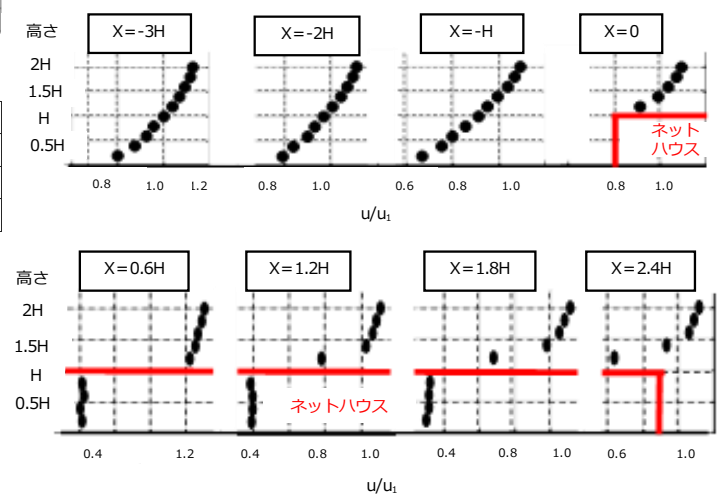 高さ
X=-3H
X=-2H
X=-H
X=0
2H
1.5H
H
0.5H
ネット
ハウス
0.8 1.0 1.2 0.8 1.0 0.6 0.8 1.0 0.8 1.0
u/u₁
高さ
X=0.6H
X=1.2H
X=1.8H
X=2.4H
2H
1.5H
H
0.5H
ネットハウス
0.4 1.2 0.4 0.8 1.0 0.4 0.8 1.0 0.6 1.0
u/u₁